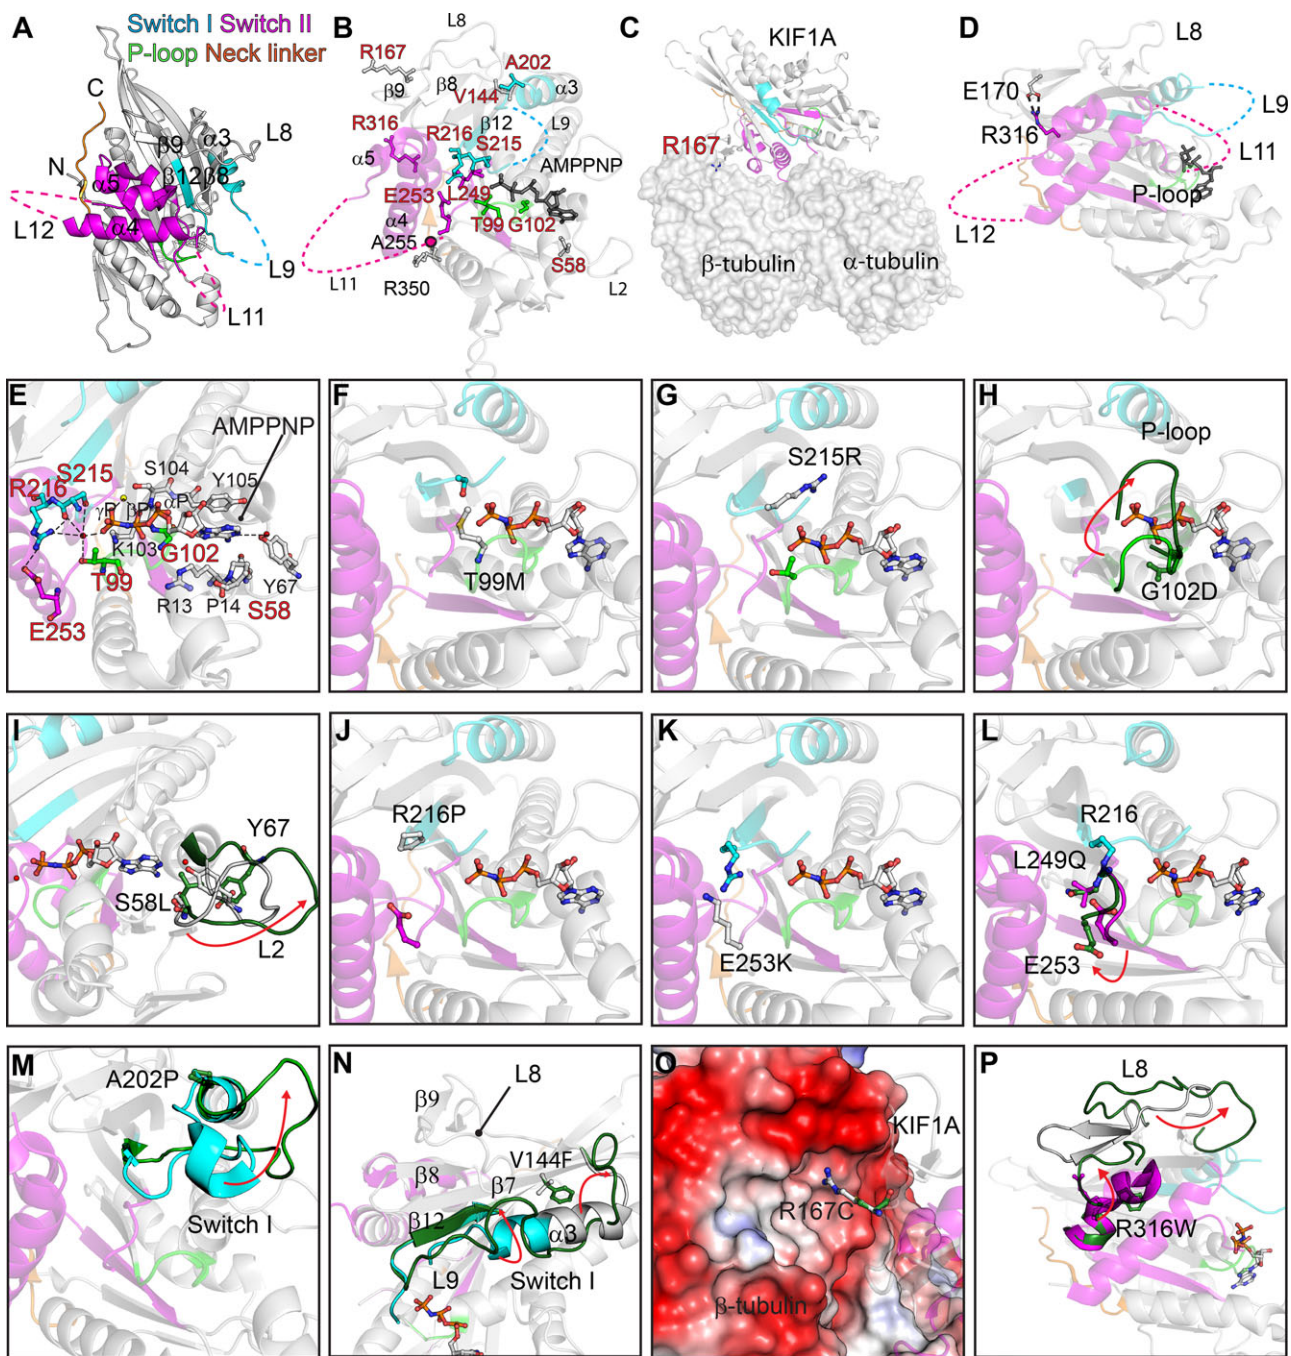 A
Switch I Switch II
P-loop Neck linker
C
β9
α3
L8
N
α5
β12
β8
L12
α4
L9
L11
B
L8
R167
A202
β9
β8
V144
α3
β12
R316
R216
S215
L9
α5
AMPPNP
E253
L249
α4
T99
G102
A255
S58
L11
R350
L2
C
KIF1A
R167
β-tubulin
α-tubulin
D
L8
E170
L9
R316
L11
P-loop
L12
E
AMPPNP
S215
S104
Y105
R216
γP
βP
αP
K103
G102
T99
Y67
R13
P14
S58
E253
F
T99M
G
S215R
H
P-loop
G102D
I
Y67
S58L
L2
J
R216P
K
E253K
L
R216
L249Q
E253
M
A202P
Switch I
N
L8
β9
V144F
β8
β7
β12
α3
L9
Switch I
O
KIF1A
R167C
β-tubulin
P
L8
R316W